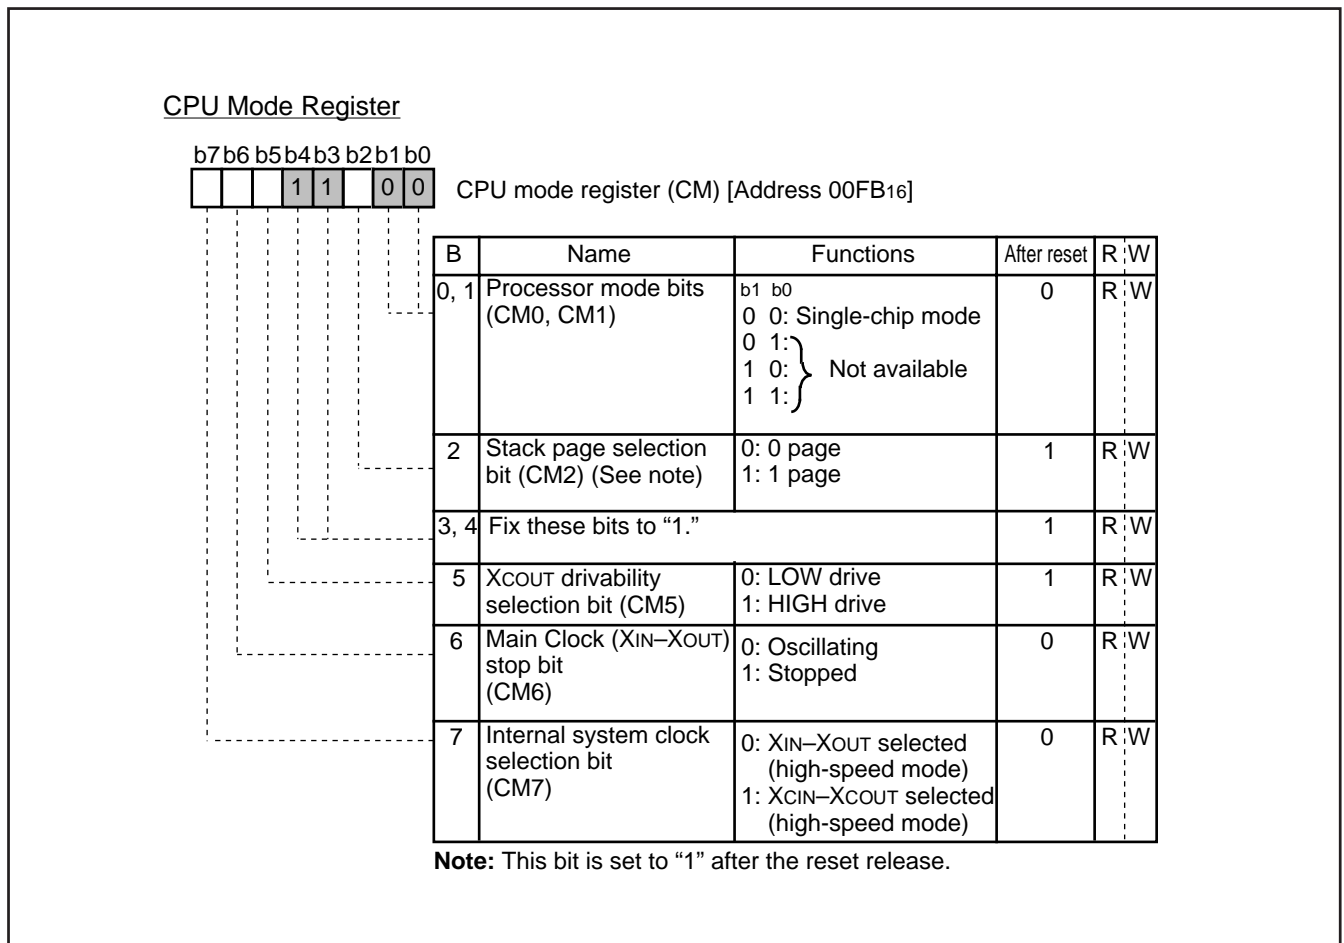 CPU Mode Register
b7 b6 b5 b4 b3 b2 b1 b0
1 1 0 0
CPU mode register (CM) [Address 00FB16]
B Name Functions After reset R W
0, 1 Processor mode bits (CM0, CM1) b1 b0 0 R W
0 0: Single-chip mode
0 1:
1 0: Not available
1 1:
2 Stack page selection 0: 0 page 1 R W
bit (CM2) (See note) 1: 1 page
3, 4 Fix these bits to “1.” 1 R W
5 XCOUT drivability 0: LOW drive 1 R W
selection bit (CM5) 1: HIGH drive
6 Main Clock (XIN–XOUT) 0: Oscillating 0 R W
stop bit 1: Stopped
(CM6)
7 Internal system clock 0: XIN–XOUT selected 0 R W
selection bit (high-speed mode)
(CM7) 1: XCIN–XCOUT selected
(high-speed mode)
Note: This bit is set to “1” after the reset release.